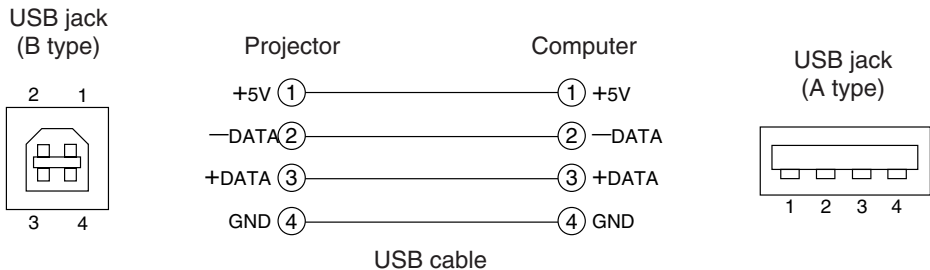 USB jack
(B type)
2 1
3 4
Projector Computer
+5V 1 1 +5V
—DATA 2 2 —DATA
+DATA 3 3 +DATA
GND 4 4 GND
USB cable
USB jack
(A type)
1 2 3 4